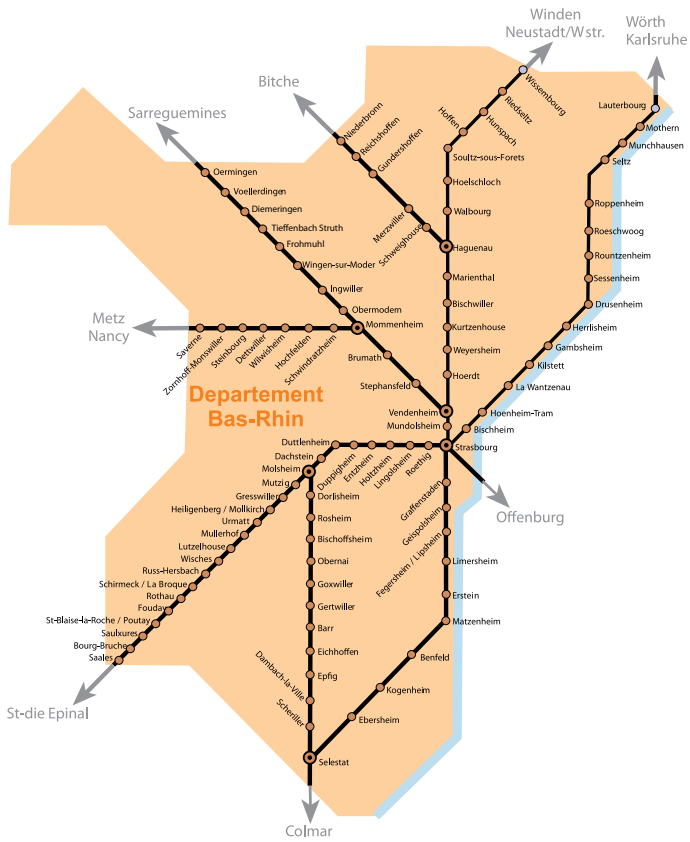 Winden
Neustadt/Wstr.
Wörth
Karlsruhe
Bitche
Sarreguemines
Wissembourg
Riedseltz
Hunspach
Hoffen
Soultz-sous-Forets
Hoelschloch
Walbourg
Haguenau
Marienthal
Bischwiller
Kurtzenhouse
Weyersheim
Hoerdt
Vendenheim
Mundolsheim
Strasbourg
Lauterbourg
Mothern
Munchhausen
Seltz
Roppenheim
Roeschwoog
Rountzenheim
Sessenheim
Drusenheim
Herrlisheim
Gambsheim
Kilstett
La Wantzenau
Hoenheim-Tram
Bischheim
Niederbronn
Reichshoffen
Gundershoffen
Merzwiller
Schweighouse
Oermingen
Voellerdingen
Diemeringen
Tieffenbach Struth
Frohmuhl
Wingen-sur-Moder
Ingwiller
Obermodern
Mommenheim
Brumath
Stephansfeld
Metz
Nancy
Saverne
Zornhoff-Monswiller
Steinbourg
Dettwiller
Wilwisheim
Hochfelden
Schwindratzheim
Departement
Bas-Rhin
Duttlenheim
Dachstein
Molsheim
Duppigheim
Entzheim
Holtzheim
Lingolsheim
Roethig
Mutzig
Gresswiller
Heiligenberg / Mollkirch
Urmatt
Mullerhof
Lutzelhouse
Wisches
Russ-Hersbach
Schirmeck / La Broque
Rothau
Fouday
St-Blaise-la-Roche / Poutay
Saulxures
Bourg-Bruche
Saales
St-die Epinal
Dorlisheim
Rosheim
Bischoffsheim
Obernai
Goxwiller
Gertwiller
Barr
Eichhoffen
Epfig
Dambach-la-Ville
Scheriller
Selestat
Colmar
Graffenstaden
Geispolsheim
Fegersheim / Lipsheim
Limersheim
Erstein
Matzenheim
Benfeld
Kogenheim
Ebersheim
Offenburg